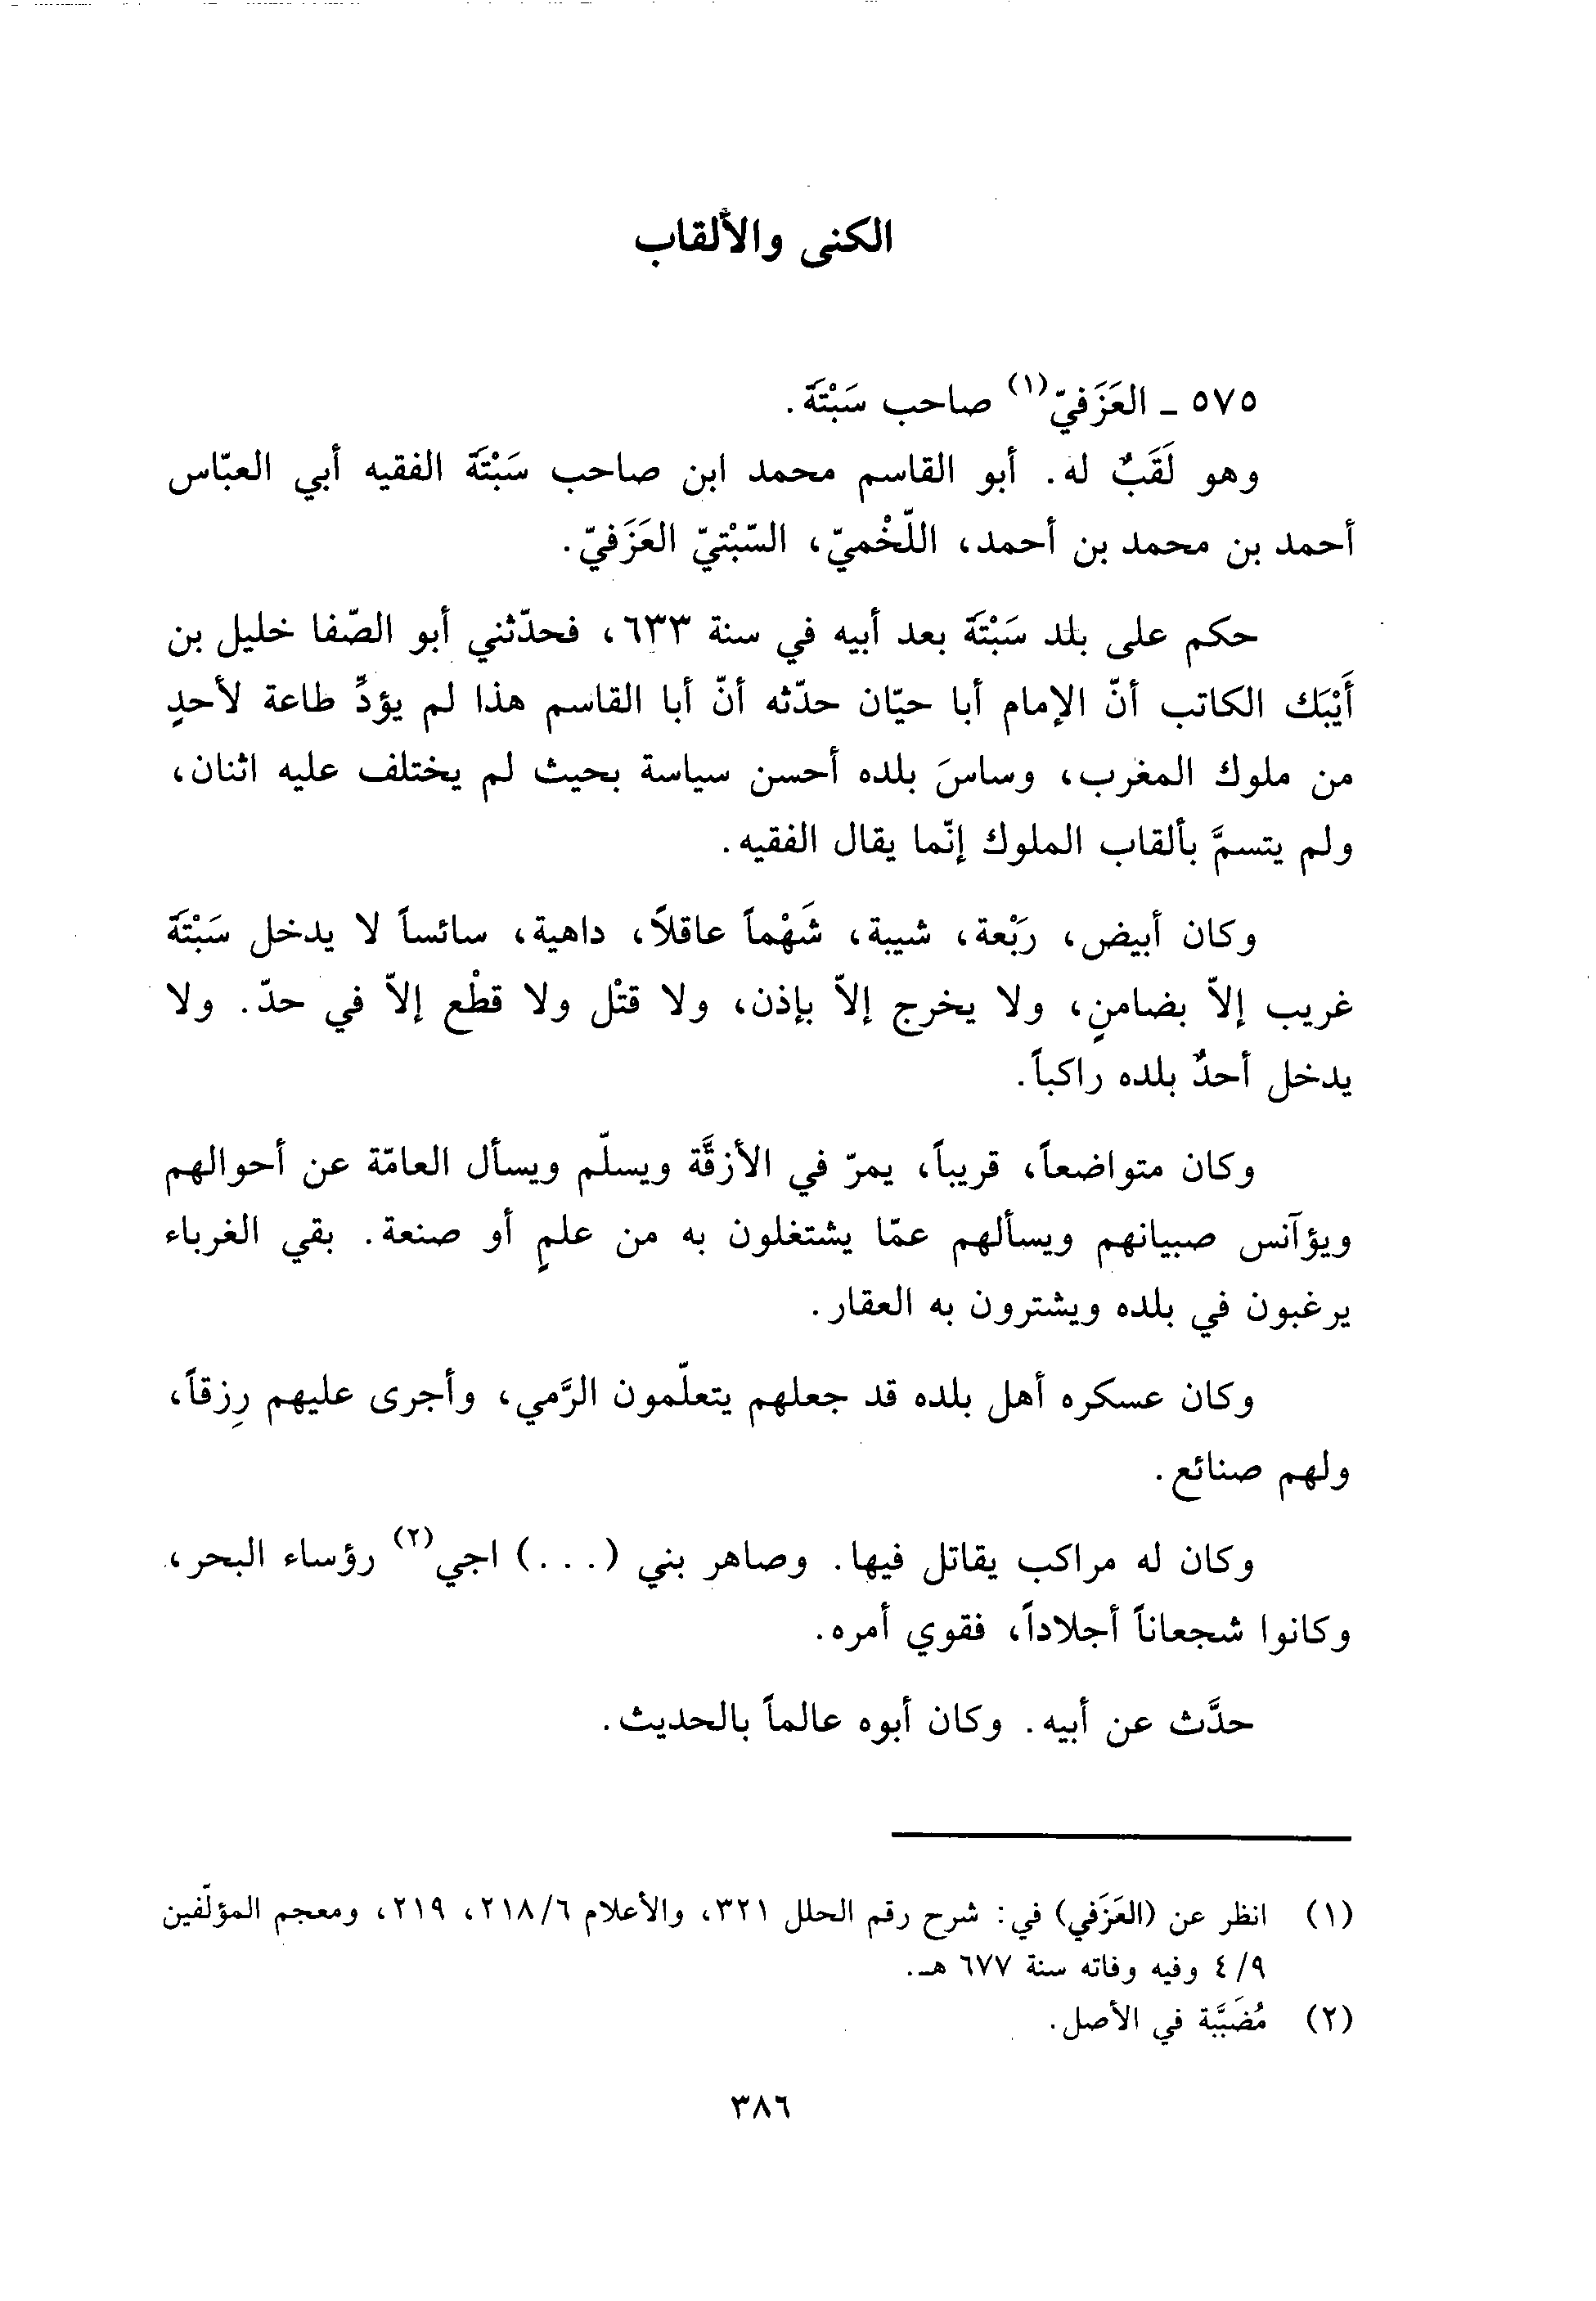 الكنى والألقاب
٥٧٥ ـ العَزَفيّ(١) صاحب سَبْتَة.
وهو لَقَبٌ له. أبو القاسم محمد ابن صاحب سَبْتَة الفقيه أبي العبّاس
أحمد بن محمد بن أحمد، اللّخْميّ، السّبْتيّ العَزَفيّ.
حكم على بلد سَبْتَة بعد أبيه في سنة ٦٣٣، فحدّثني أبو الصّفا خليل بن
أَيْبَك الكاتب أنّ الإمام أبا حيّان حدّثه أنّ أبا القاسم هذا لم يؤدِّ طاعة لأحدٍ
من ملوك المغرب، وساسَ بلده أحسن سياسة بحيث لم يختلف عليه اثنان،
ولم يتسمَّ بألقاب الملوك إنّما يقال الفقيه.
وكان أبيض، رَبْعة، شيبة، شَهْماً عاقلاً، داهية، سائساً لا يدخل سَبْتَة
غريب إلاّ بضامنٍ، ولا يخرج إلاّ بإذن، ولا قتْل ولا قطْع إلاّ في حدّ. ولا
يدخل أحدٌ بلده راكباً.
وكان متواضعاً، قريباً، يمرّ في الأزقَّة ويسلّم ويسأل العامّة عن أحوالهم
ويؤآنس صبيانهم ويسألهم عمّا يشتغلون به من علمٍ أو صنعة. بقي الغرباء
يرغبون في بلده ويشترون به العقار.
وكان عسكره أهل بلده قد جعلهم يتعلّمون الرَّمي، وأجرى عليهم رِزقاً،
ولهم صنائع.
وكان له مراكب يقاتل فيها. وصاهر بني (...) اجي(٢) رؤساء البحر،
وكانوا شجعاناً أجلاداً، فقوي أمره.
حدَّث عن أبيه. وكان أبوه عالماً بالحديث.
(١) انظر عن (العَزَفي) في: شرح رقم الحلل ٣٢١، والأعلام ٢١٨/٦، ٢١٩، ومعجم المؤلّفين
٤/٩ وفيه وفاته سنة ٦٧٧ هـ.
(٢) مُضَبَّبة في الأصل.
٣٨٦